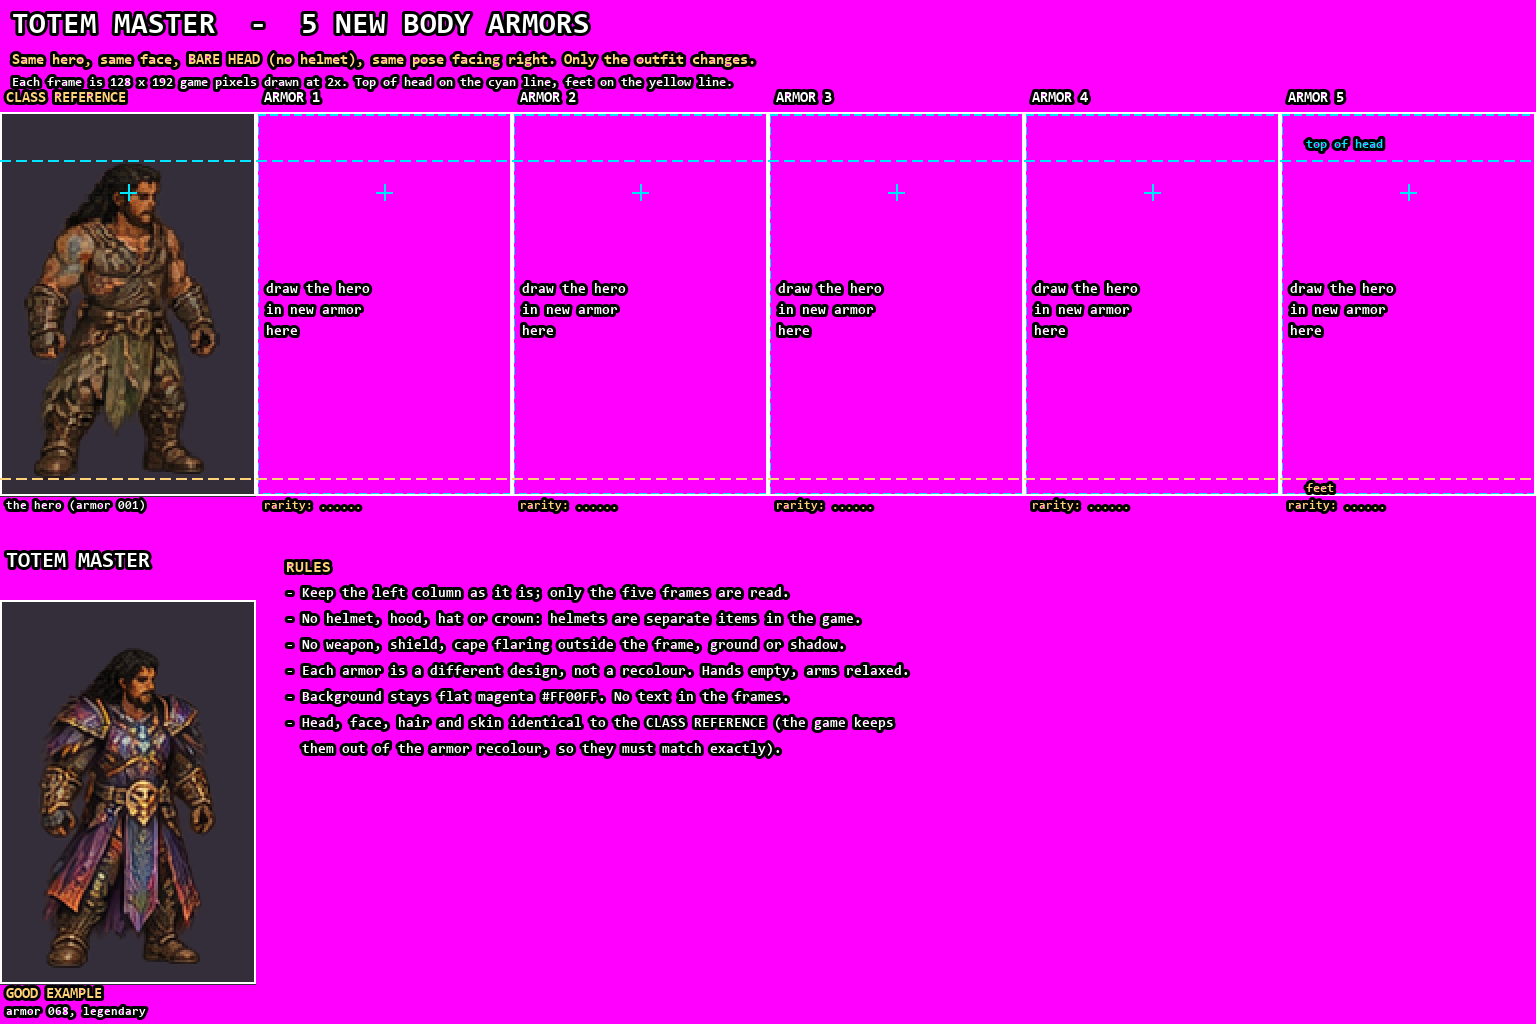 TOTEM MASTER - 5 NEW BODY ARMORS
Same hero, same face, BARE HEAD (no helmet), same pose facing right. Only the outfit changes.
Each frame is 128 x 192 game pixels drawn at 2x. Top of head on the cyan line, feet on the yellow line.
CLASS REFERENCE
ARMOR 1
ARMOR 2
ARMOR 3
ARMOR 4
ARMOR 5
top of head
draw the hero
in new armor
here
draw the hero
in new armor
here
draw the hero
in new armor
here
draw the hero
in new armor
here
draw the hero
in new armor
here
feet
the hero (armor 001)
rarity: ......
rarity: ......
rarity: ......
rarity: ......
rarity: ......
TOTEM MASTER
RULES
- Keep the left column as it is; only the five frames are read.
- No helmet, hood, hat or crown: helmets are separate items in the game.
- No weapon, shield, cape flaring outside the frame, ground or shadow.
- Each armor is a different design, not a recolour. Hands empty, arms relaxed.
- Background stays flat magenta #FF00FF. No text in the frames.
- Head, face, hair and skin identical to the CLASS REFERENCE (the game keeps
them out of the armor recolour, so they must match exactly).
GOOD EXAMPLE
armor 068, legendary